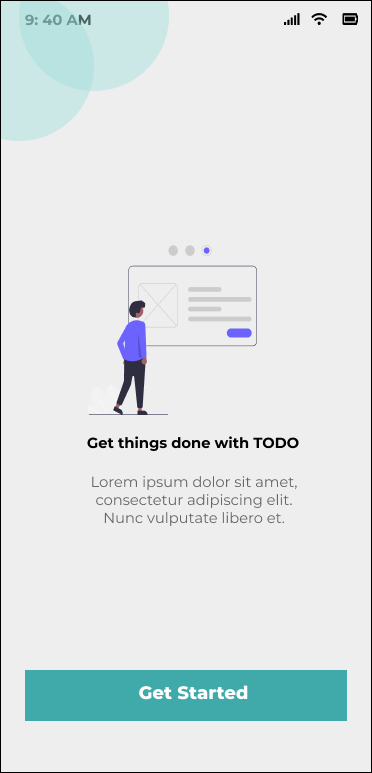 9: 40 AM
Get things done with TODO
Lorem ipsum dolor sit amet,
consectetur adipiscing elit.
Nunc vulputate libero et.
Get Started